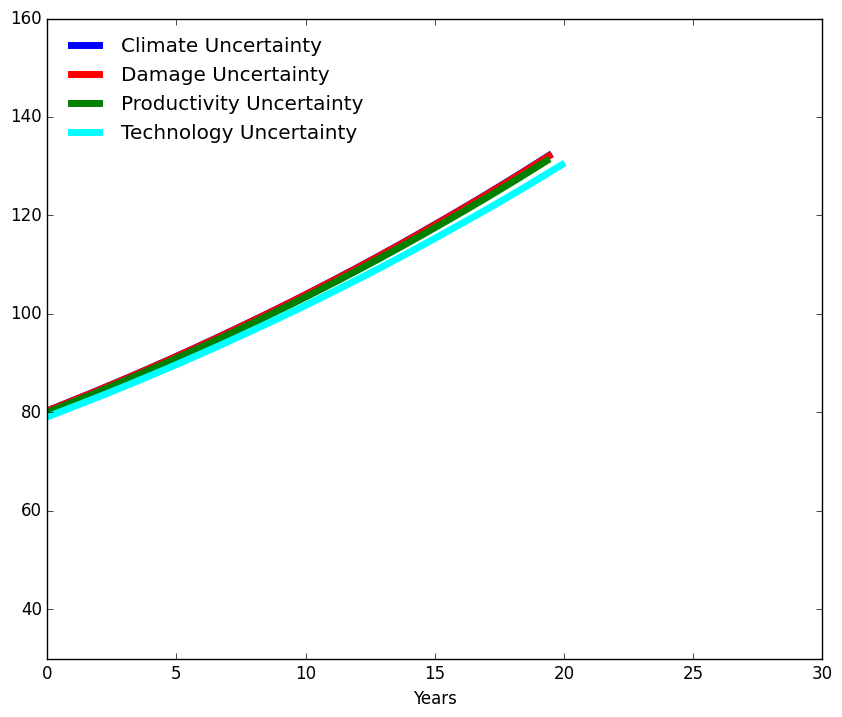 160
140
120
100
80
60
40
Climate Uncertainty
Damage Uncertainty
Productivity Uncertainty
Technology Uncertainty
0 5 10 15 20 25 30
Years